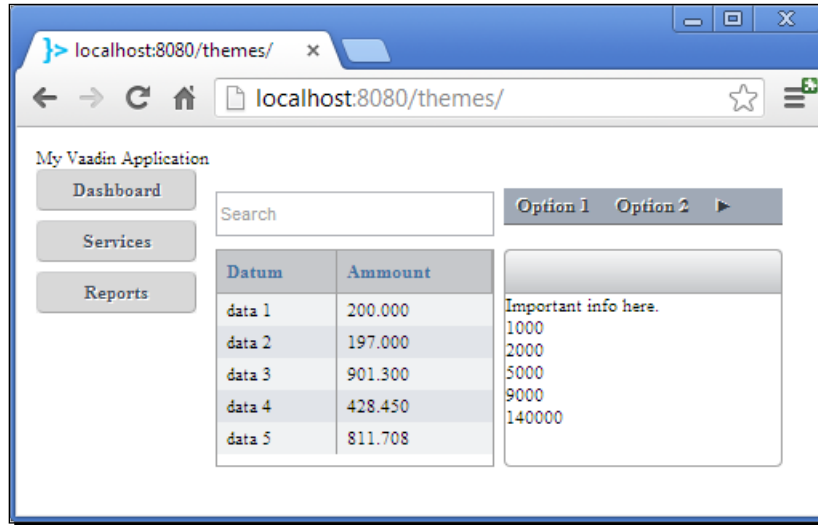 localhost:8080/themes/
localhost:8080/themes/
My Vaadin Application
Dashboard
Services
Reports
Search
Option 1 Option 2
Datum Ammount
data 1 200.000
data 2 197.000
data 3 901.300
data 4 428.450
data 5 811.708
Important info here.
1000
2000
5000
9000
140000